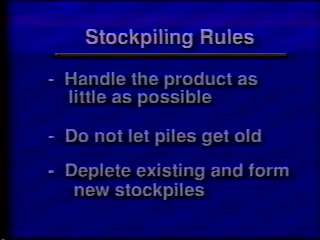 Stockpiling Rules
- Handle the product as
little as possible
- Do not let piles get old
- Deplete existing and form
new stockpiles